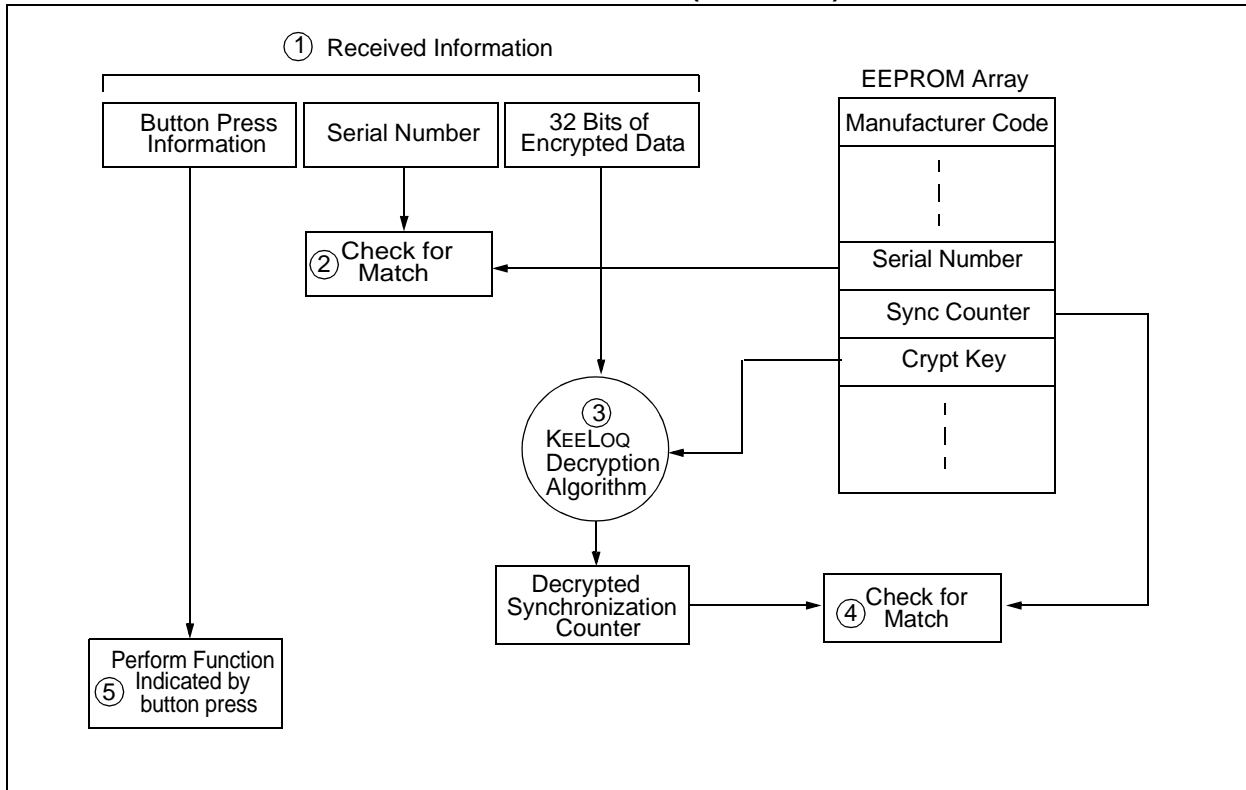 ① Received Information
EEPROM Array
Button Press
Information
Serial Number
32 Bits of
Encrypted Data
Manufacturer Code
② Check for
Match
Serial Number
Sync Counter
Crypt Key
③
KEELOQ
Decryption
Algorithm
Decrypted
Synchronization
Counter
④ Check for
Match
Perform Function
⑤ Indicated by
button press